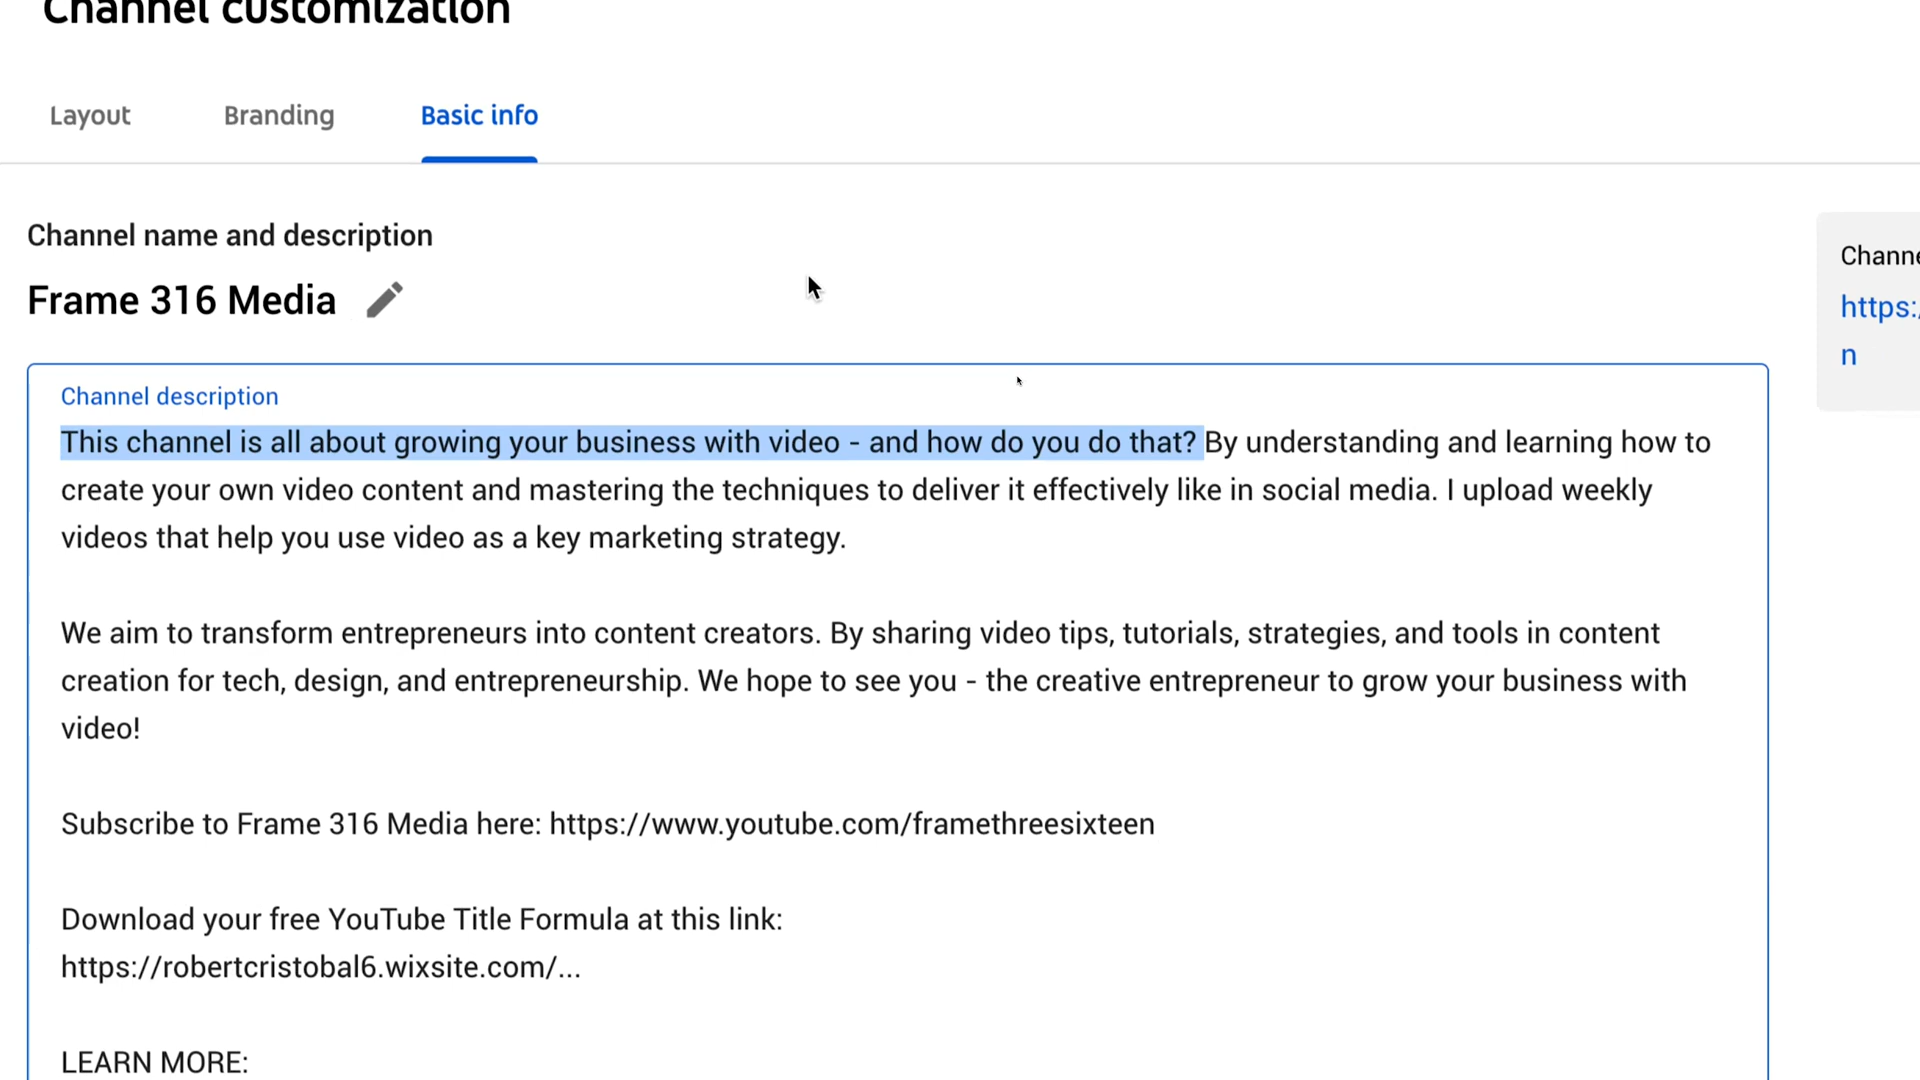 Channel customization
Layout Branding Basic info
Channel name and description
Frame 316 Media
Channel description
This channel is all about growing your business with video - and how do you do that? By understanding and learning how to
create your own video content and mastering the techniques to deliver it effectively like in social media. I upload weekly
videos that help you use video as a key marketing strategy.
We aim to transform entrepreneurs into content creators. By sharing video tips, tutorials, strategies, and tools in content
creation for tech, design, and entrepreneurship. We hope to see you - the creative entrepreneur to grow your business with
video!
Subscribe to Frame 316 Media here: https://www.youtube.com/framethreesixteen
Download your free YouTube Title Formula at this link:
https://robertcristobal6.wixsite.com/...
LEARN MORE:
Channe
https:/
n